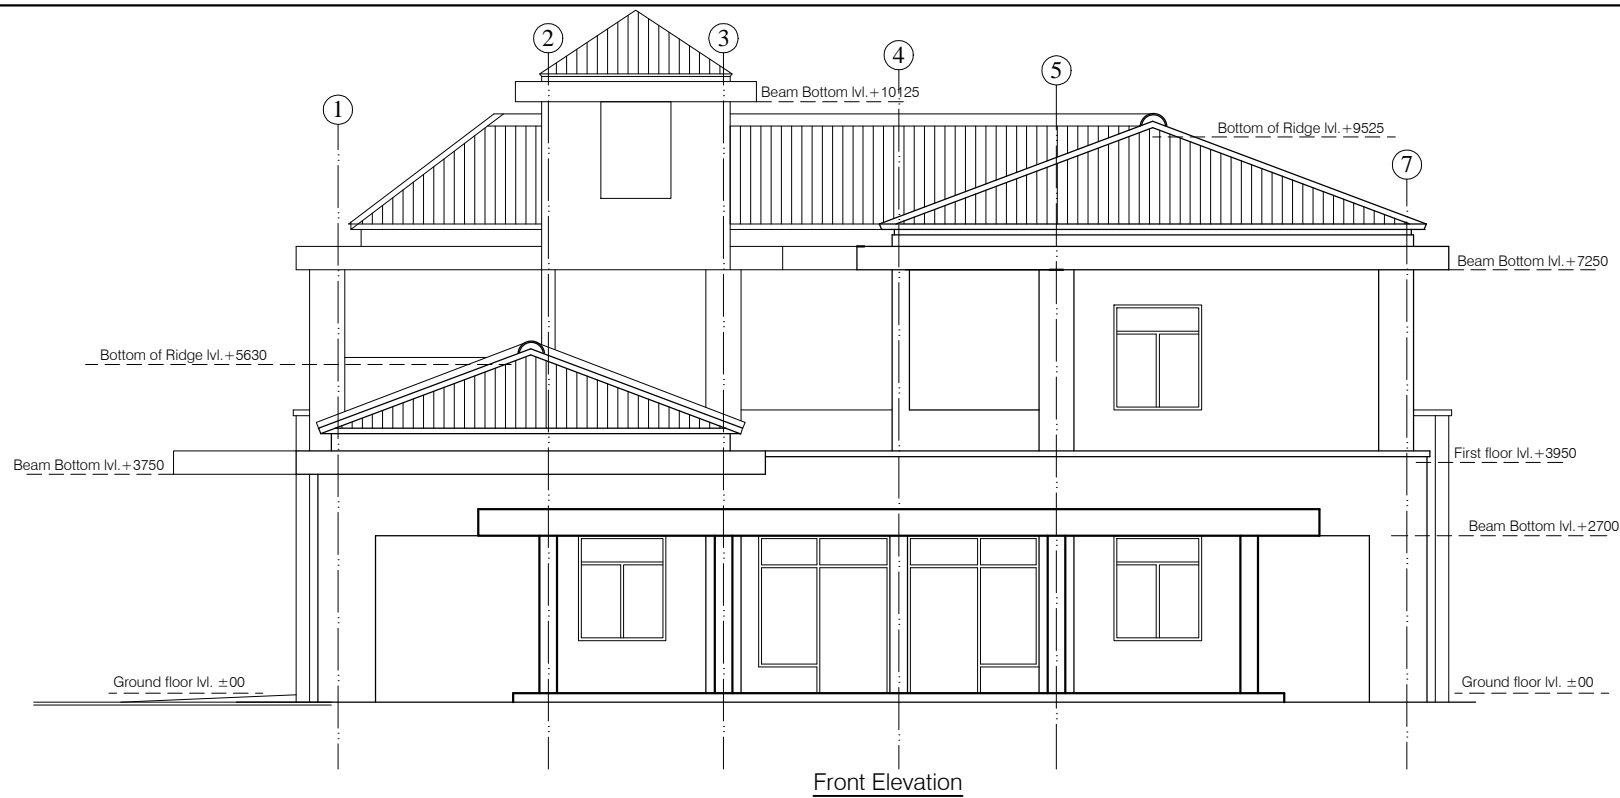 2
3
4
5
Beam Bottom lvl.+10125
1
Bottom of Ridge lvl.+9525
7
Beam Bottom lvl.+7250
Bottom of Ridge lvl.+5630
First floor lvl.+3950
Beam Bottom lvl.+3750
Beam Bottom lvl.+2700
Ground floor lvl. ±00
Ground floor lvl. ±00
Front Elevation